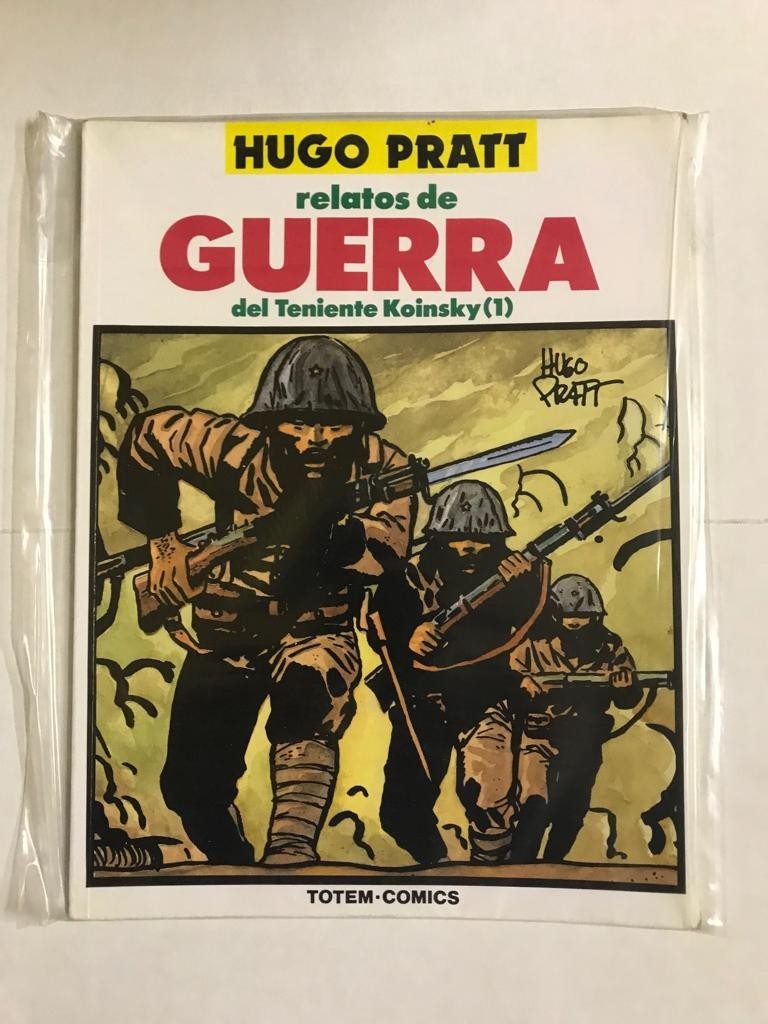 HUGO PRATT
relatos de
GUERRA
del Teniente Koinsky (1)
HUGO
PRATT
TOTEM·COMICS